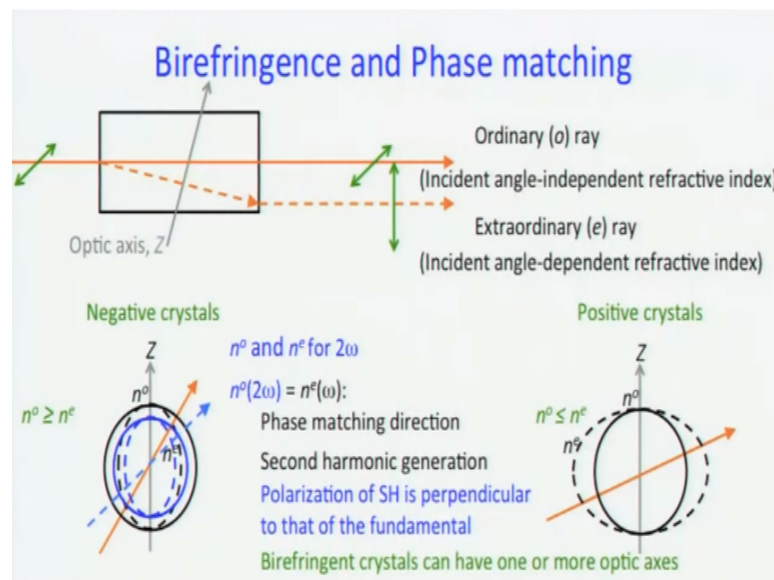 Birefringence and Phase matching
Ordinary (o) ray
(Incident angle-independent refractive index)
Optic axis, Z
Extraordinary (e) ray
(Incident angle-dependent refractive index)
Negative crystals
Positive crystals
Z
nᵒ and nᵉ for 2ω
Z
nᵒ
nᵒ(2ω) = nᵉ(ω):
nᵒ
nᵒ ≥ nᵉ
Phase matching direction
nᵒ ≤ nᵉ
nᵉ
Second harmonic generation
nᵉ
Polarization of SH is perpendicular
to that of the fundamental
Birefringent crystals can have one or more optic axes